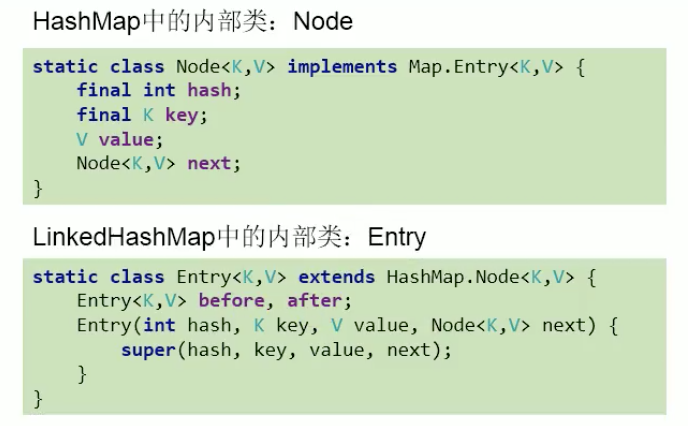 HashMap中的内部类：Node
static class Node<K,V> implements Map.Entry<K,V> {
    final int hash;
    final K key;
    V value;
    Node<K,V> next;
}
LinkedHashMap中的内部类：Entry
static class Entry<K,V> extends HashMap.Node<K,V> {
    Entry<K,V> before, after;
    Entry(int hash, K key, V value, Node<K,V> next) {
        super(hash, key, value, next);
    }
}